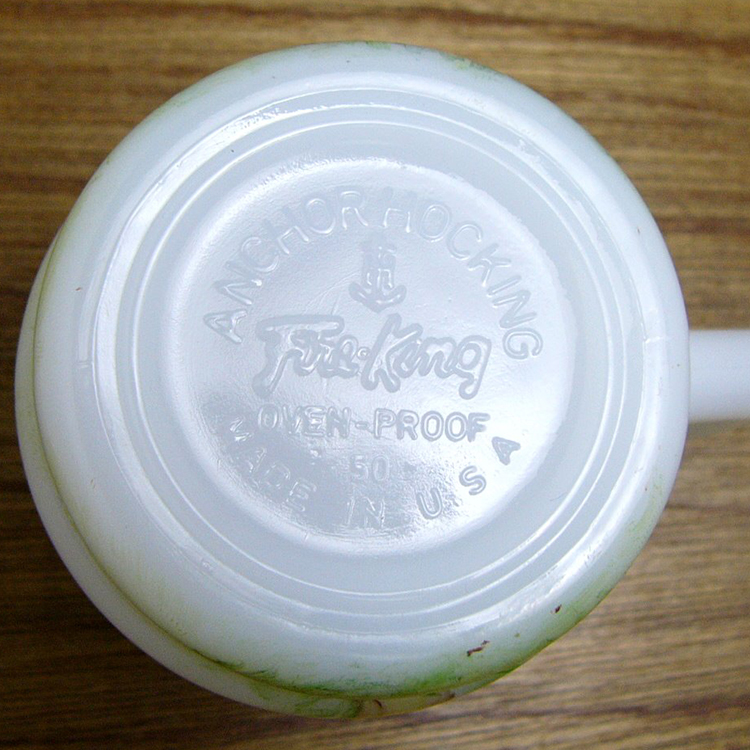 ANCHOR HOCKING
Fire-King
OVEN-PROOF
50
MADE IN U S A